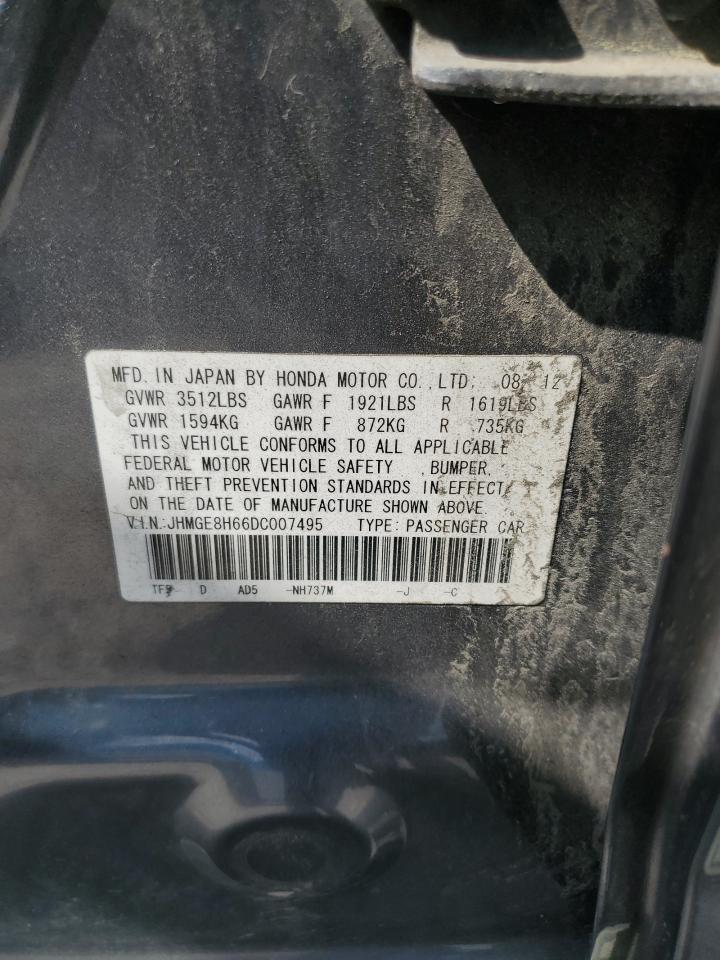 MFD. IN JAPAN BY HONDA MOTOR CO.,LTD. 08 12
GVWR 3512LBS GAWR F 1921LBS R 1619LBS
GVWR 1594KG GAWR F 872KG R 735KG
THIS VEHICLE CONFORMS TO ALL APPLICABLE
FEDERAL MOTOR VEHICLE SAFETY ,BUMPER,
AND THEFT PREVENTION STANDARDS IN EFFECT
ON THE DATE OF MANUFACTURE SHOWN ABOVE.
V.I.N.:JHMGE8H66DC007495 TYPE: PASSENGER CAR
D AD5 -NH737M -J -C